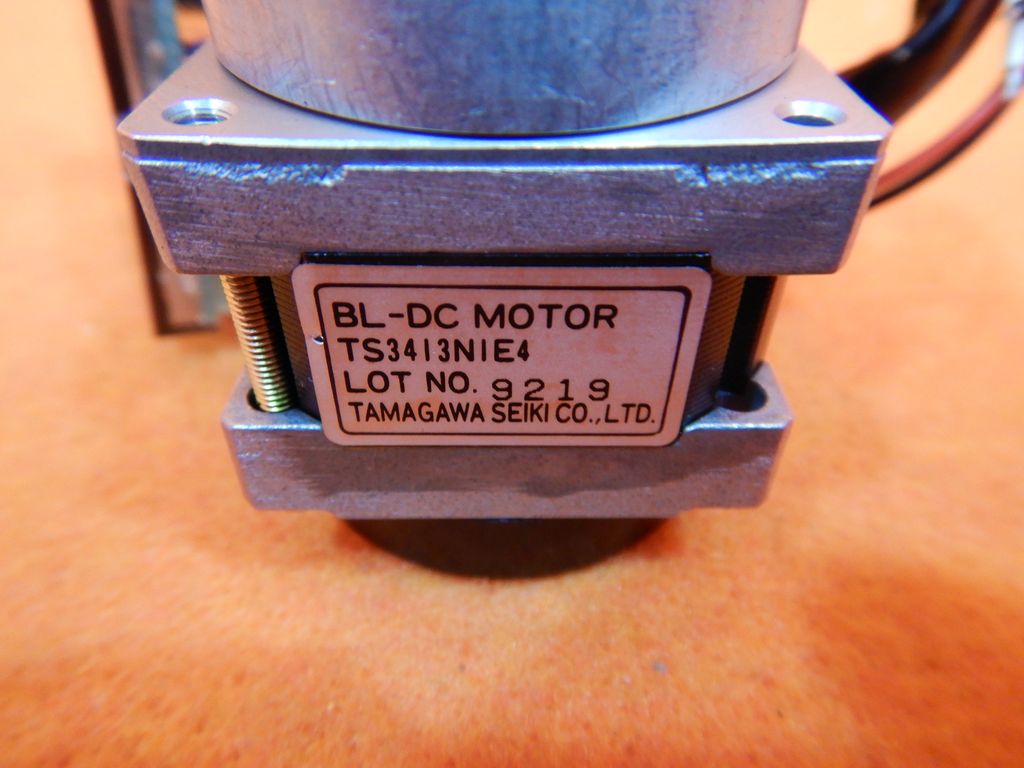 BL-DC MOTOR
TS3413N1E4
LOT NO. 9219
TAMAGAWA SEIKI CO.,LTD.